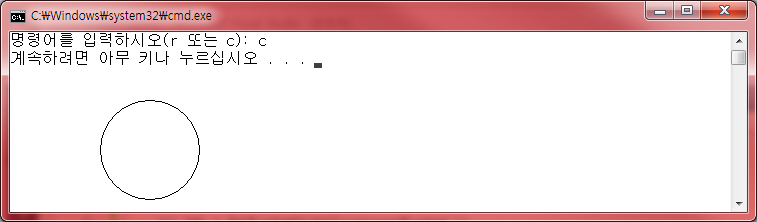 C:₩Windows₩system32₩cmd.exe
명령어를 입력하시오(r 또는 c): c
계속하려면 아무 키나 누르십시오 . . .